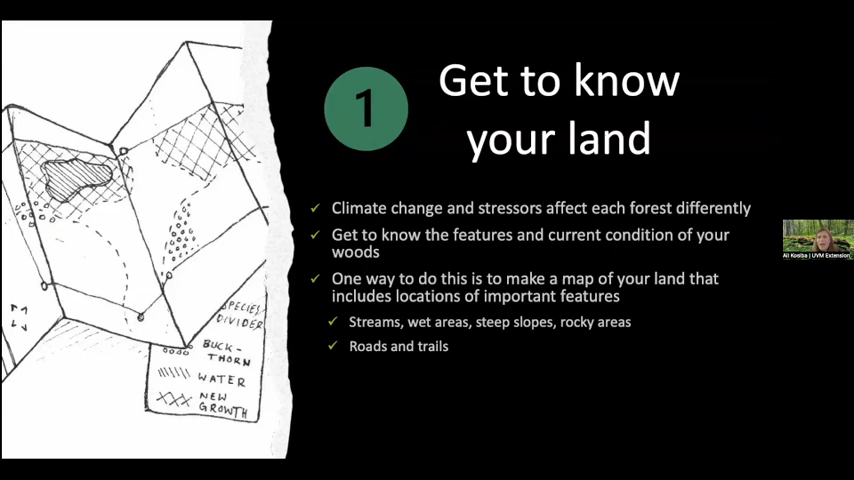 1
Get to know
your land
Climate change and stressors affect each forest differently
Get to know the features and current condition of your
woods
One way to do this is to make a map of your land that
includes locations of important features
Streams, wet areas, steep slopes, rocky areas
Roads and trails
SPECIES
DIVIDER
BUCK-
THORN
WATER
NEW
GROWTH
Ali Kosiba | UVM Extension